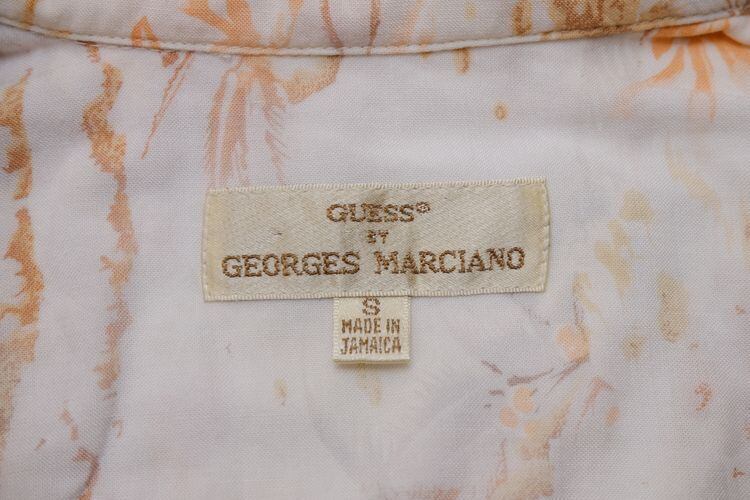 GUESS®
BY
GEORGES MARCIANO
S
MADE IN
JAMAICA